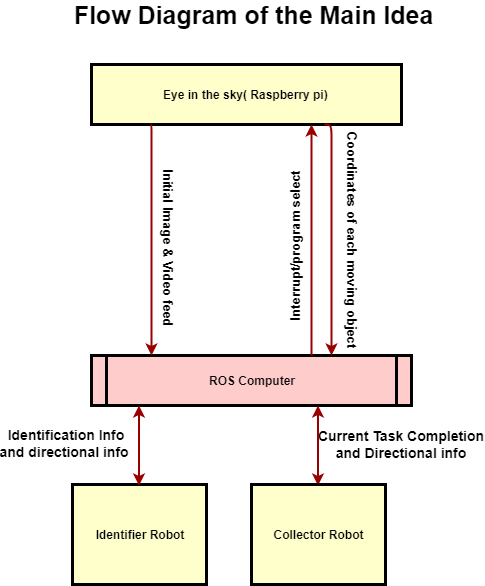 Flow Diagram of the Main Idea
Eye in the sky( Raspberry pi)
Initial Image & Video feed
Interrupt/program select
Coordinates of each moving object
ROS Computer
Identification Info
and directional info
Current Task Completion
and Directional info
Identifier Robot
Collector Robot